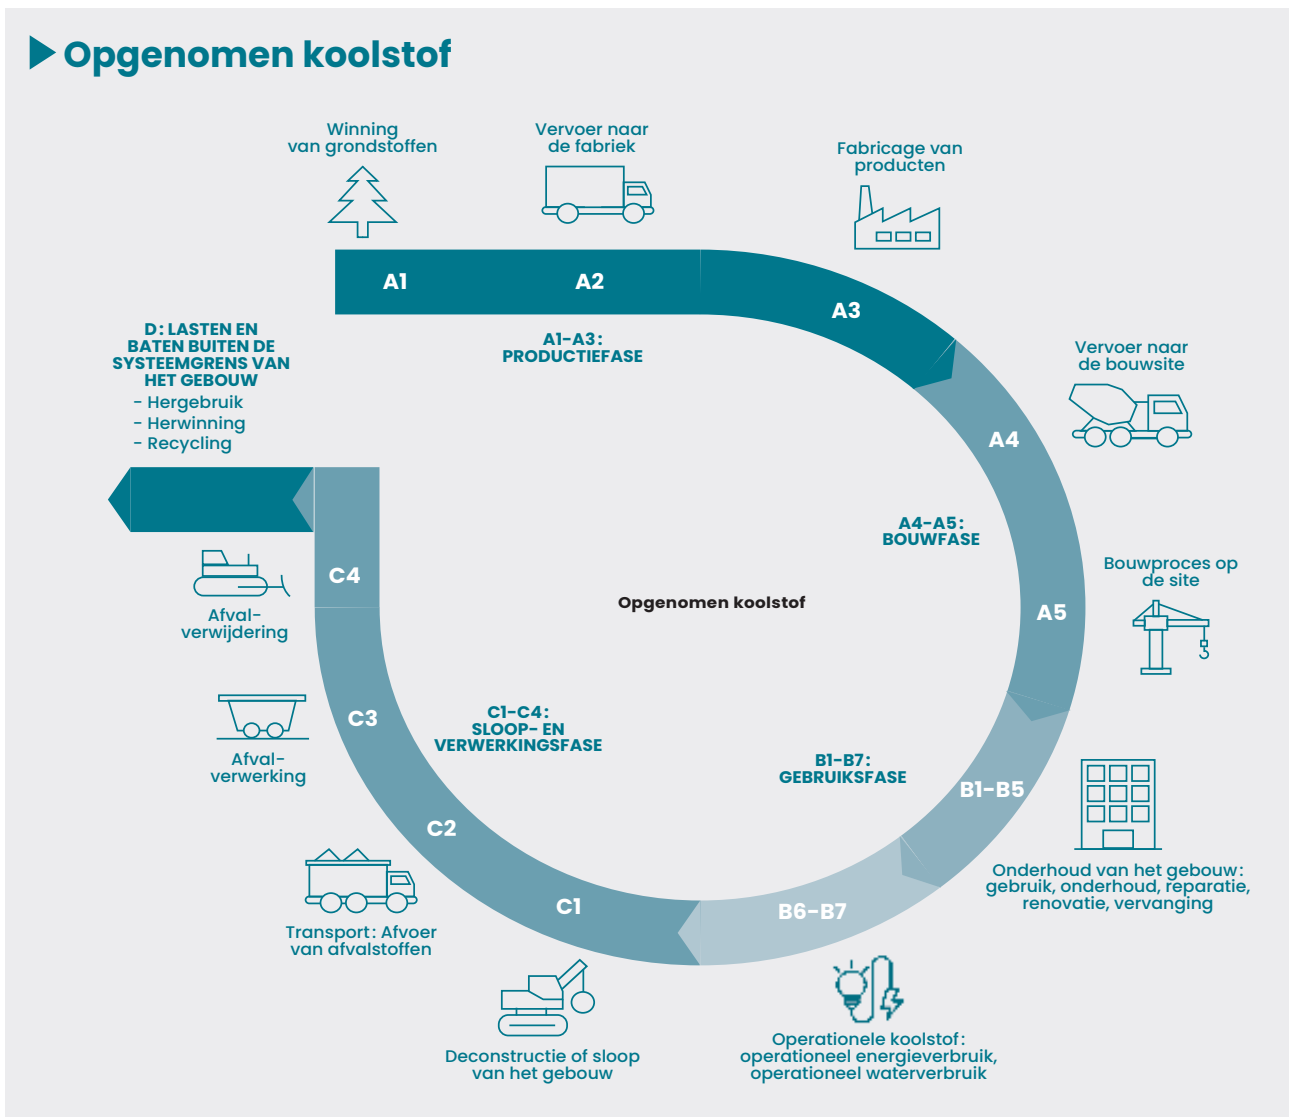 Opgenomen koolstof
Winning
van grondstoffen
Vervoer naar
de fabriek
Fabricage van
producten
A1
A2
A3
A1-A3:
PRODUCTIEFASE
D: LASTEN EN
BATEN BUITEN DE
SYSTEEMGRENS VAN
HET GEBOUW
- Hergebruik
- Herwinning
- Recycling
Vervoer naar
de bouwsite
A4
A4-A5:
BOUWFASE
Bouwproces op
de site
A5
C4
Afval-
verwijdering
Opgenomen koolstof
C3
Afval-
verwerking
C1-C4:
SLOOP- EN
VERWERKINGSFASE
B1-B7:
GEBRUIKSFASE
B1-B5
Onderhoud van het gebouw:
gebruik, onderhoud, reparatie,
renovatie, vervanging
C2
Transport: Afvoer
van afvalstoffen
C1
B6-B7
Deconstructie of sloop
van het gebouw
Operationele koolstof:
operationeel energieverbruik,
operationeel waterverbruik